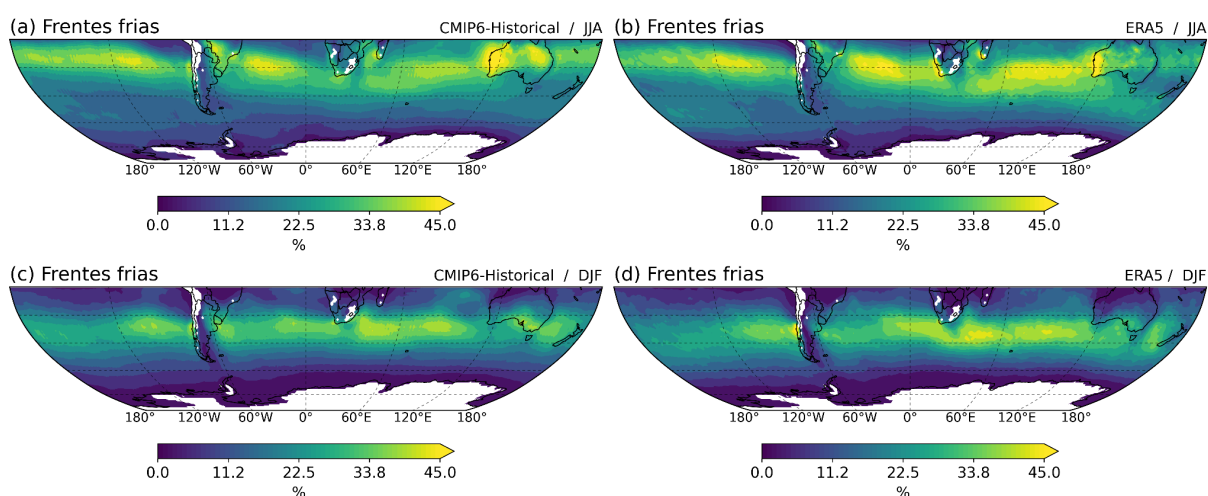 (a) Frentes frias
CMIP6-Historical / JJA
180° 120°W 60°W 0° 60°E 120°E 180°
0.0 11.2 22.5 33.8 45.0
%
(b) Frentes frias
ERA5 / JJA
180° 120°W 60°W 0° 60°E 120°E 180°
0.0 11.2 22.5 33.8 45.0
%
(c) Frentes frias
CMIP6-Historical / DJF
180° 120°W 60°W 0° 60°E 120°E 180°
0.0 11.2 22.5 33.8 45.0
%
(d) Frentes frias
ERA5 / DJF
180° 120°W 60°W 0° 60°E 120°E 180°
0.0 11.2 22.5 33.8 45.0
%